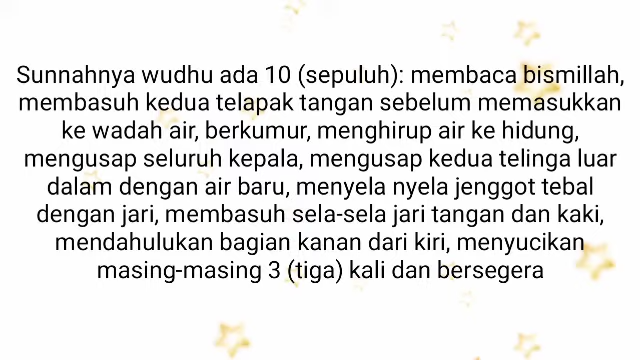 Sunnahnya wudhu ada 10 (sepuluh): membaca bismillah,
membasuh kedua telapak tangan sebelum memasukkan
ke wadah air, berkumur, menghirup air ke hidung,
mengusap seluruh kepala, mengusap kedua telinga luar
dalam dengan air baru, menyela nyela jenggot tebal
dengan jari, membasuh sela-sela jari tangan dan kaki,
mendahulukan bagian kanan dari kiri, menyucikan
masing-masing 3 (tiga) kali dan bersegera